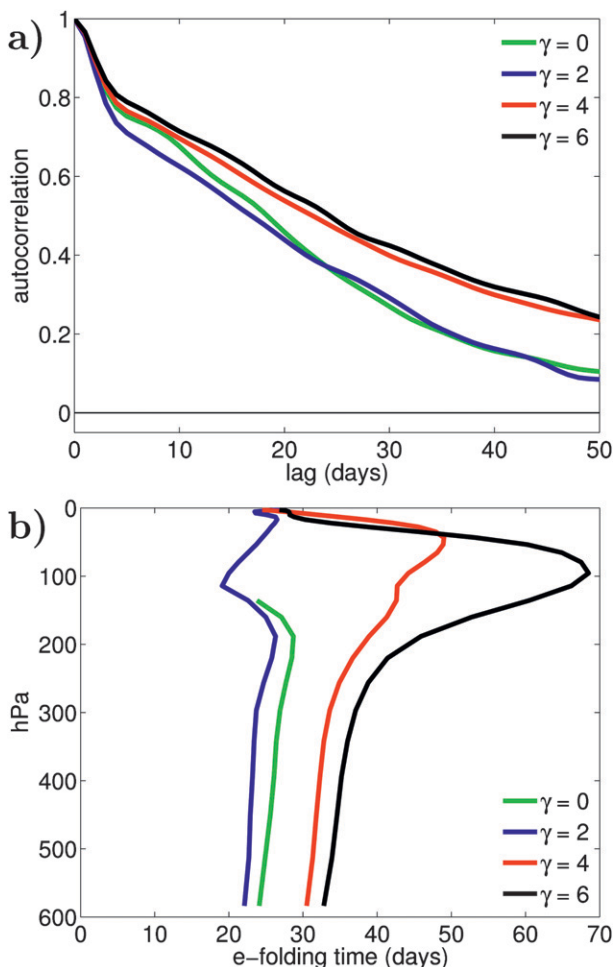 a)
1
0.8
0.6
0.4
0.2
0
autocorrelation
γ = 0
γ = 2
γ = 4
γ = 6
0 10 20 30 40 50
lag (days)
b)
0
100
200
300
400
500
600
hPa
γ = 0
γ = 2
γ = 4
γ = 6
0 10 20 30 40 50 60 70
e−folding time (days)